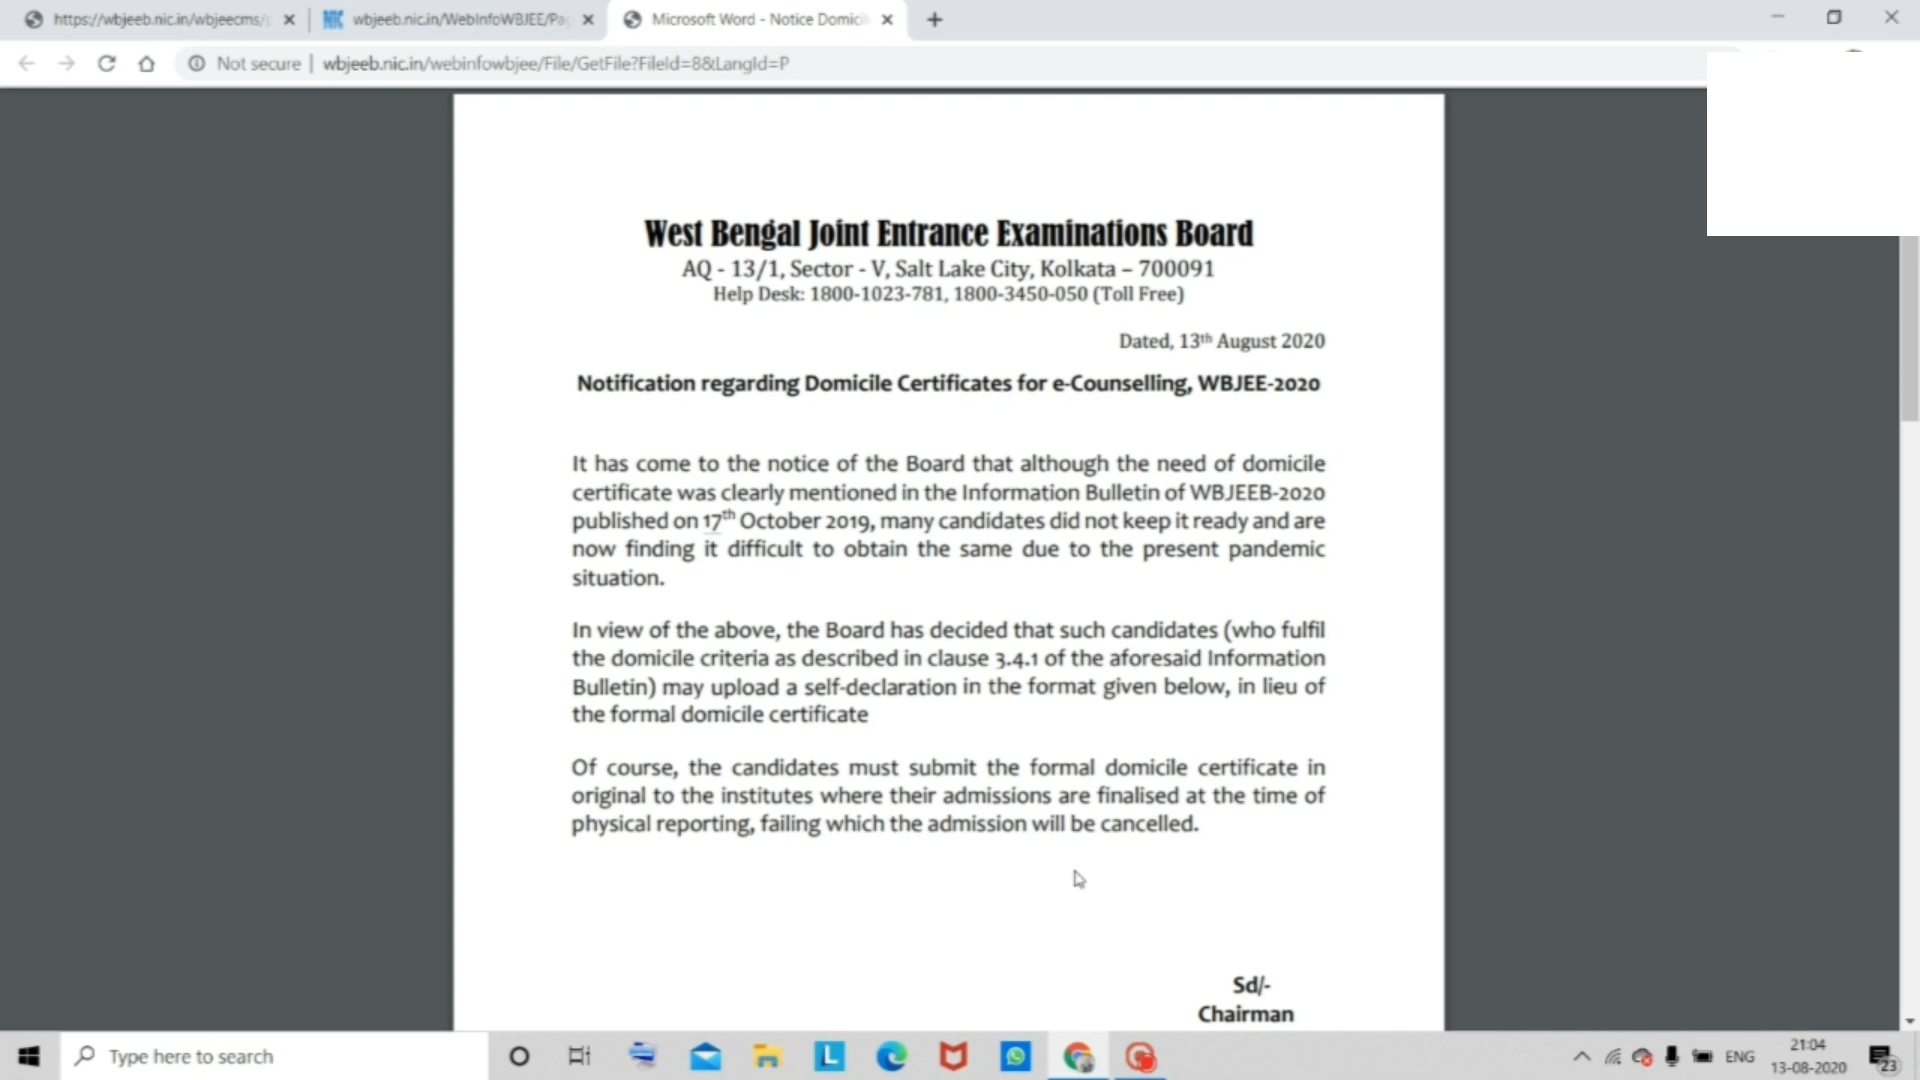 https://wbjeeb.nic.in/wbjeecms/
wbjeeb.nic.in/WebInfoWBJEE/Pa
Microsoft Word - Notice Domicil
Not secure | wbjeeb.nic.in/webinfowbjee/File/GetFile?FileId=8&LangId=P
West Bengal Joint Entrance Examinations Board
AQ - 13/1, Sector - V, Salt Lake City, Kolkata – 700091
Help Desk: 1800-1023-781, 1800-3450-050 (Toll Free)
Dated, 13th August 2020
Notification regarding Domicile Certificates for e-Counselling, WBJEE-2020
It has come to the notice of the Board that although the need of domicile
certificate was clearly mentioned in the Information Bulletin of WBJEEB-2020
published on 17th October 2019, many candidates did not keep it ready and are
now finding it difficult to obtain the same due to the present pandemic
situation.
In view of the above, the Board has decided that such candidates (who fulfil
the domicile criteria as described in clause 3.4.1 of the aforesaid Information
Bulletin) may upload a self-declaration in the format given below, in lieu of
the formal domicile certificate
Of course, the candidates must submit the formal domicile certificate in
original to the institutes where their admissions are finalised at the time of
physical reporting, failing which the admission will be cancelled.
Sd/-
Chairman
Type here to search
L
ENG
21:04
13-08-2020
23